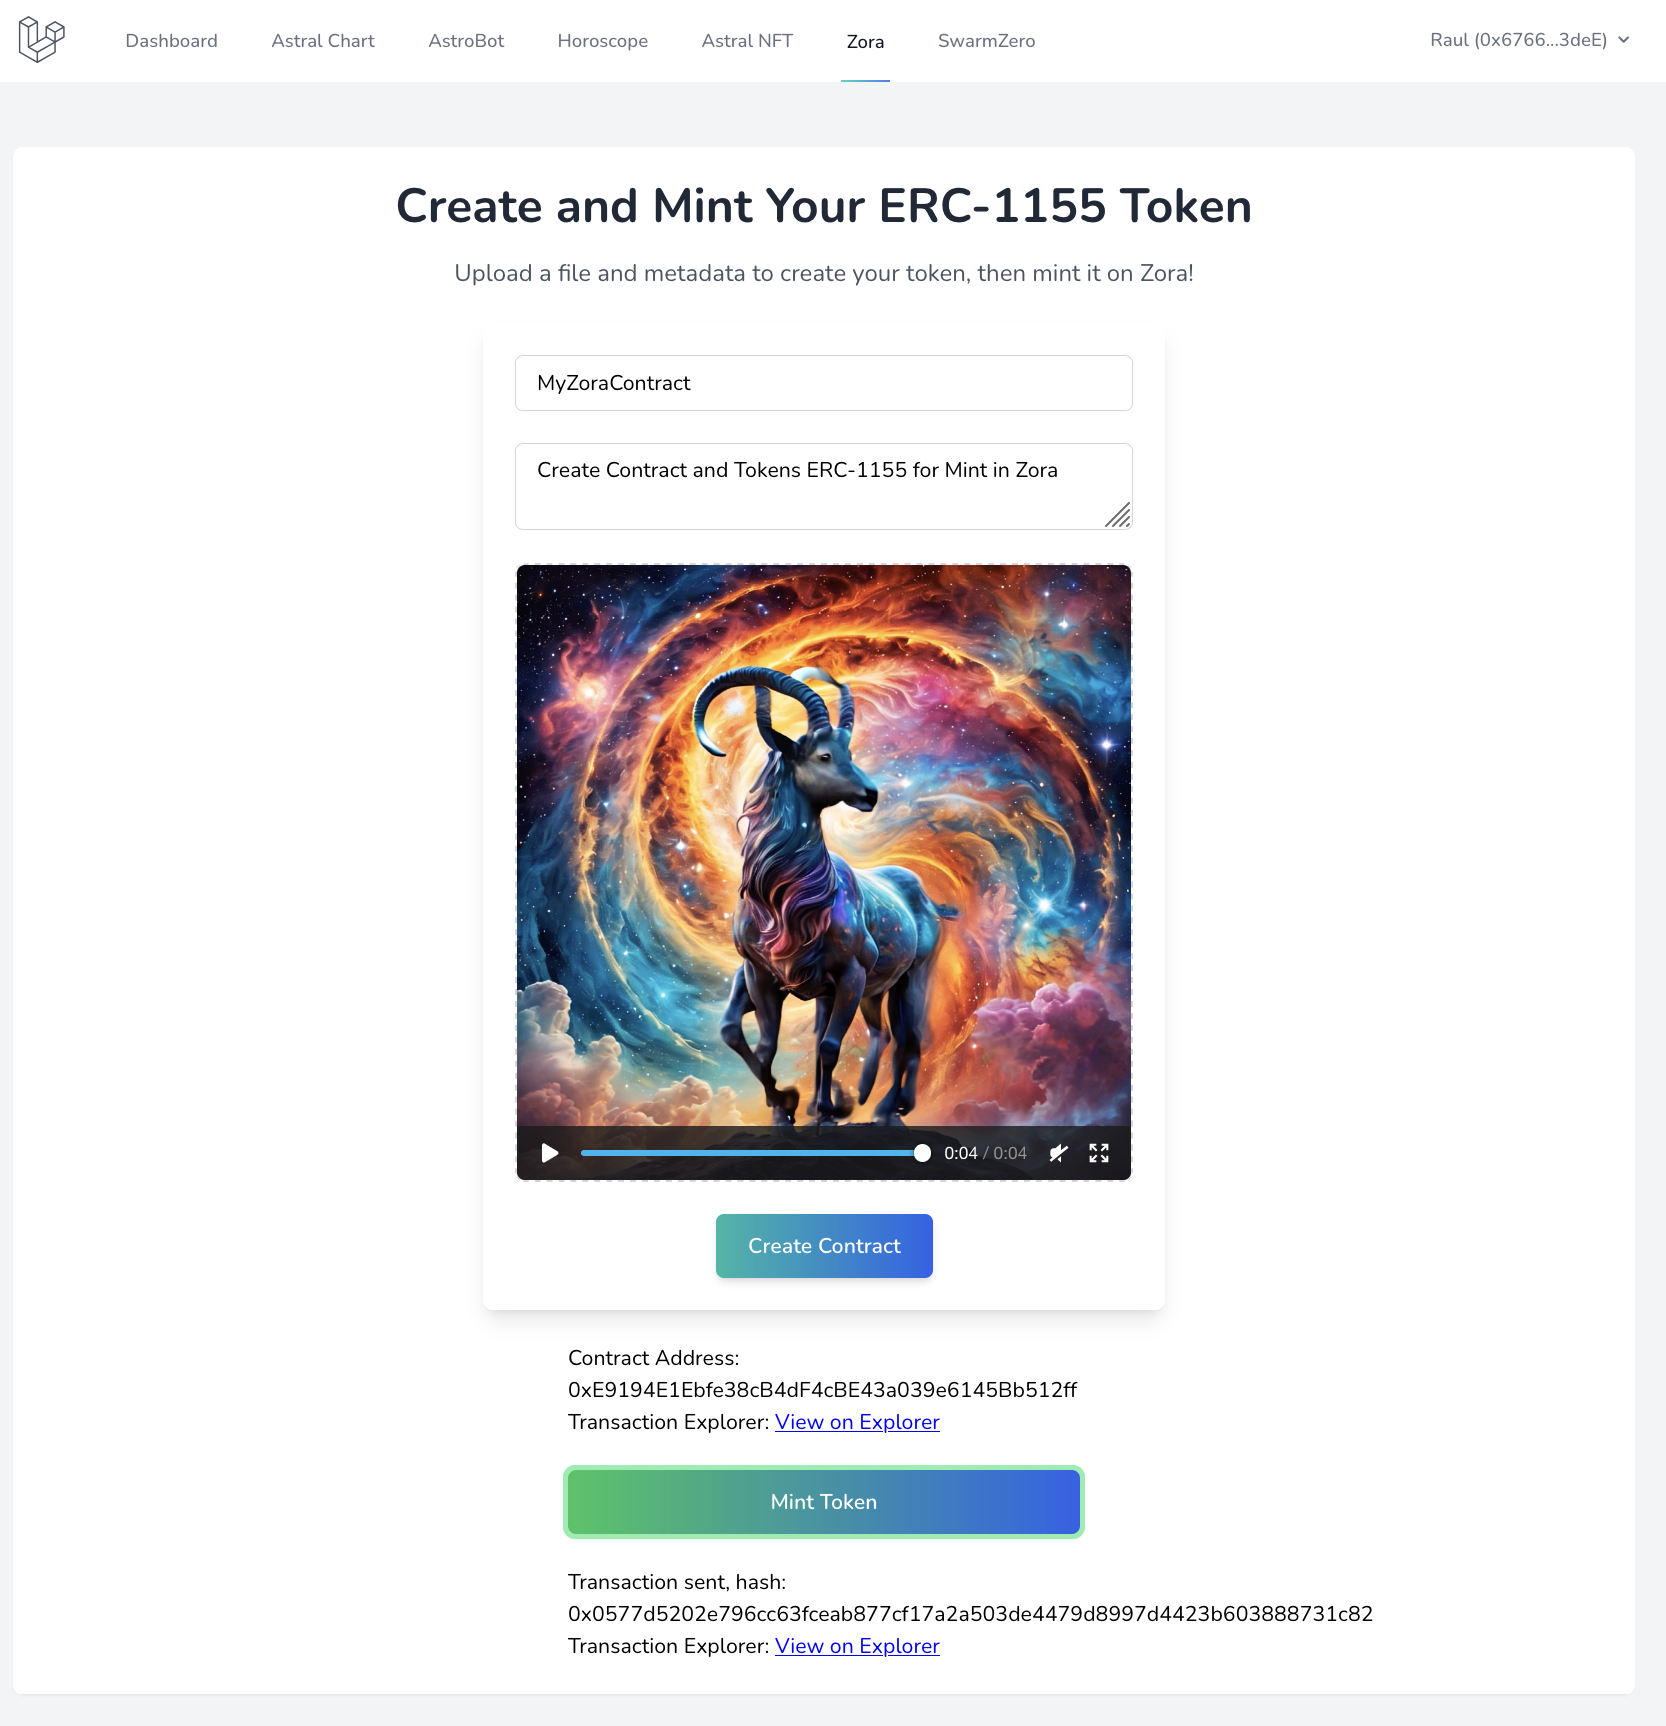 Dashboard Astral Chart AstroBot Horoscope Astral NFT Zora SwarmZero Raul (0x6766...3deE)
Create and Mint Your ERC-1155 Token
Upload a file and metadata to create your token, then mint it on Zora!
MyZoraContract
Create Contract and Tokens ERC-1155 for Mint in Zora
0:04 / 0:04
Create Contract
Contract Address:
0xE9194E1Ebfe38cB4dF4cBE43a039e6145Bb512ff
Transaction Explorer: View on Explorer
Mint Token
Transaction sent, hash:
0x0577d5202e796cc63fceab877cf17a2a503de4479d8997d4423b603888731c82
Transaction Explorer: View on Explorer